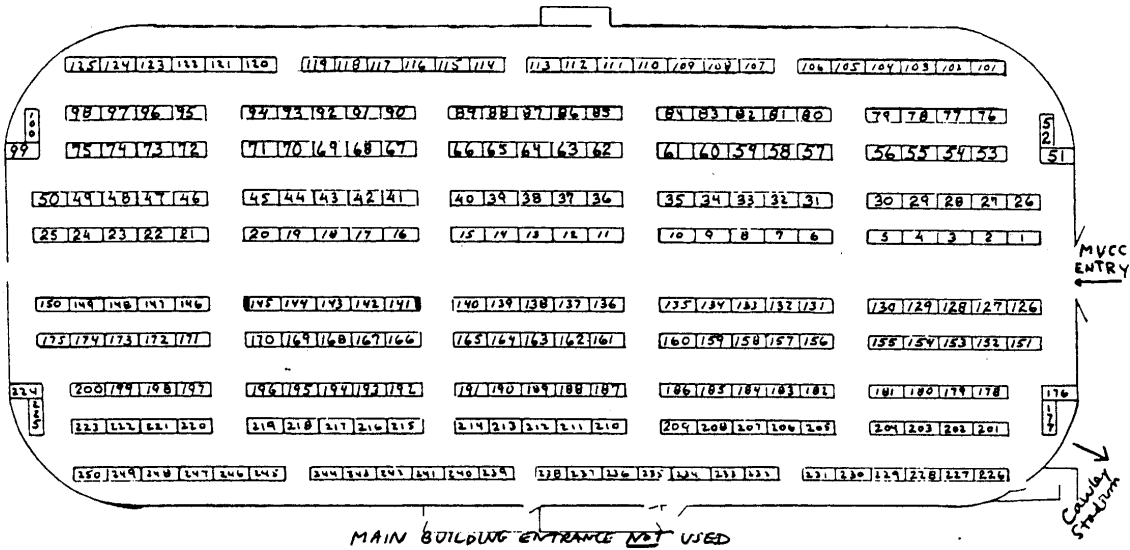 125 124 123 122 121 120 119 118 117 116 115 114 113 112 111 110 109 108 107 106 105 104 103 102 101
98 97 96 95 94 93 92 91 90 89 88 87 86 85 84 83 82 81 80 79 78 77 76
100
52
99 75 74 73 72 71 70 69 68 67 66 65 64 63 62 61 60 59 58 57 56 55 54 53 51
50 49 48 47 46 45 44 43 42 41 40 39 38 37 36 35 34 33 32 31 30 29 28 27 26
25 24 23 22 21 20 19 18 17 16 15 14 13 12 11 10 9 8 7 6 5 4 3 2 1
MVCC
ENTRY
150 149 148 147 146 145 144 143 142 141 140 139 138 137 136 135 134 133 132 131 130 129 128 127 126
175 174 173 172 171 170 169 168 167 166 165 164 163 162 161 160 159 158 157 156 155 154 153 152 151
224 200 199 198 197 196 195 194 193 192 191 190 189 188 187 186 185 184 183 182 181 180 179 178 176
225
177
223 222 221 220 219 218 217 216 215 214 213 212 211 210 209 208 207 206 205 204 203 202 201
250 249 248 247 246 245 244 243 242 241 240 239 238 237 236 235 234 233 232 231 230 229 228 227 226
Cawley
Stadium
MAIN BUILDING ENTRANCE NOT USED